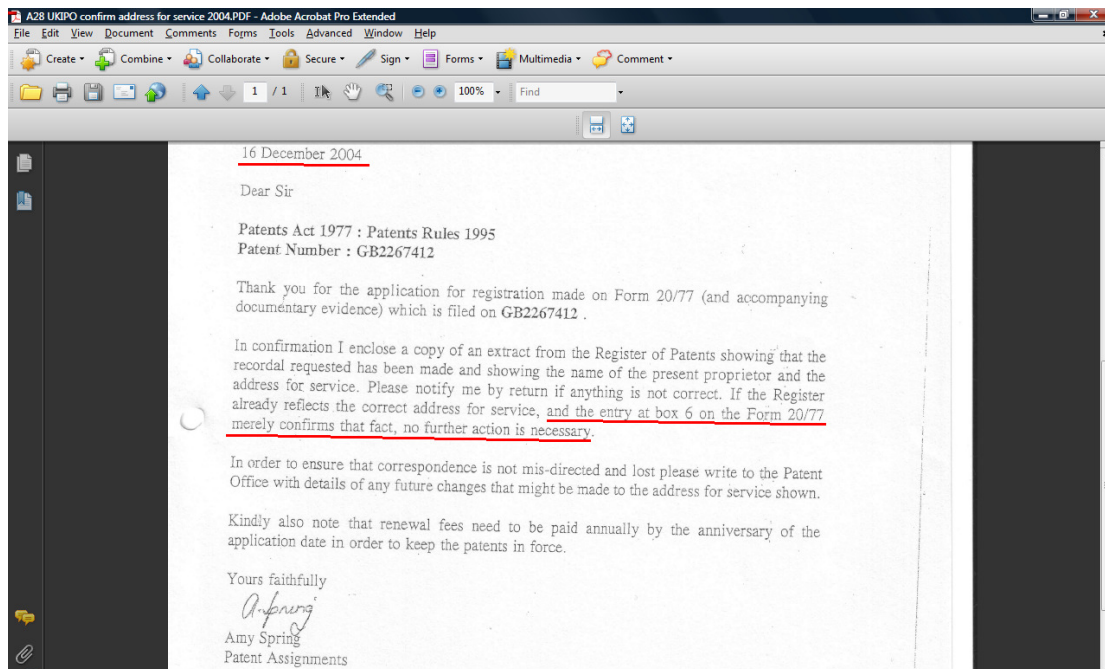 A28 UKIPO confirm address for service 2004.PDF - Adobe Acrobat Pro Extended
File Edit View Document Comments Forms Tools Advanced Window Help
Create Combine Collaborate Secure Sign Forms Multimedia Comment
1 / 1 100% Find
16 December 2004
Dear Sir
Patents Act 1977 : Patents Rules 1995
Patent Number : GB2267412
Thank you for the application for registration made on Form 20/77 (and accompanying
documentary evidence) which is filed on GB2267412 .
In confirmation I enclose a copy of an extract from the Register of Patents showing that the
recordal requested has been made and showing the name of the present proprietor and the
address for service. Please notify me by return if anything is not correct. If the Register
already reflects the correct address for service, and the entry at box 6 on the Form 20/77
merely confirms that fact, no further action is necessary.
In order to ensure that correspondence is not mis-directed and lost please write to the Patent
Office with details of any future changes that might be made to the address for service shown.
Kindly also note that renewal fees need to be paid annually by the anniversary of the
application date in order to keep the patents in force.
Yours faithfully
Amy Spring
Patent Assignments